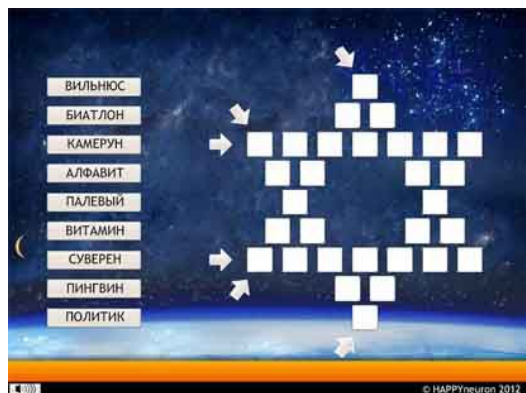 ВИЛЬНЮС
БИАТЛОН
КАМЕРУН
АЛФАВИТ
ПАЛЕВЫЙ
ВИТАМИН
СУВЕРЕН
ПИНГВИН
ПОЛИТИК
© HAPPYneuron 2012